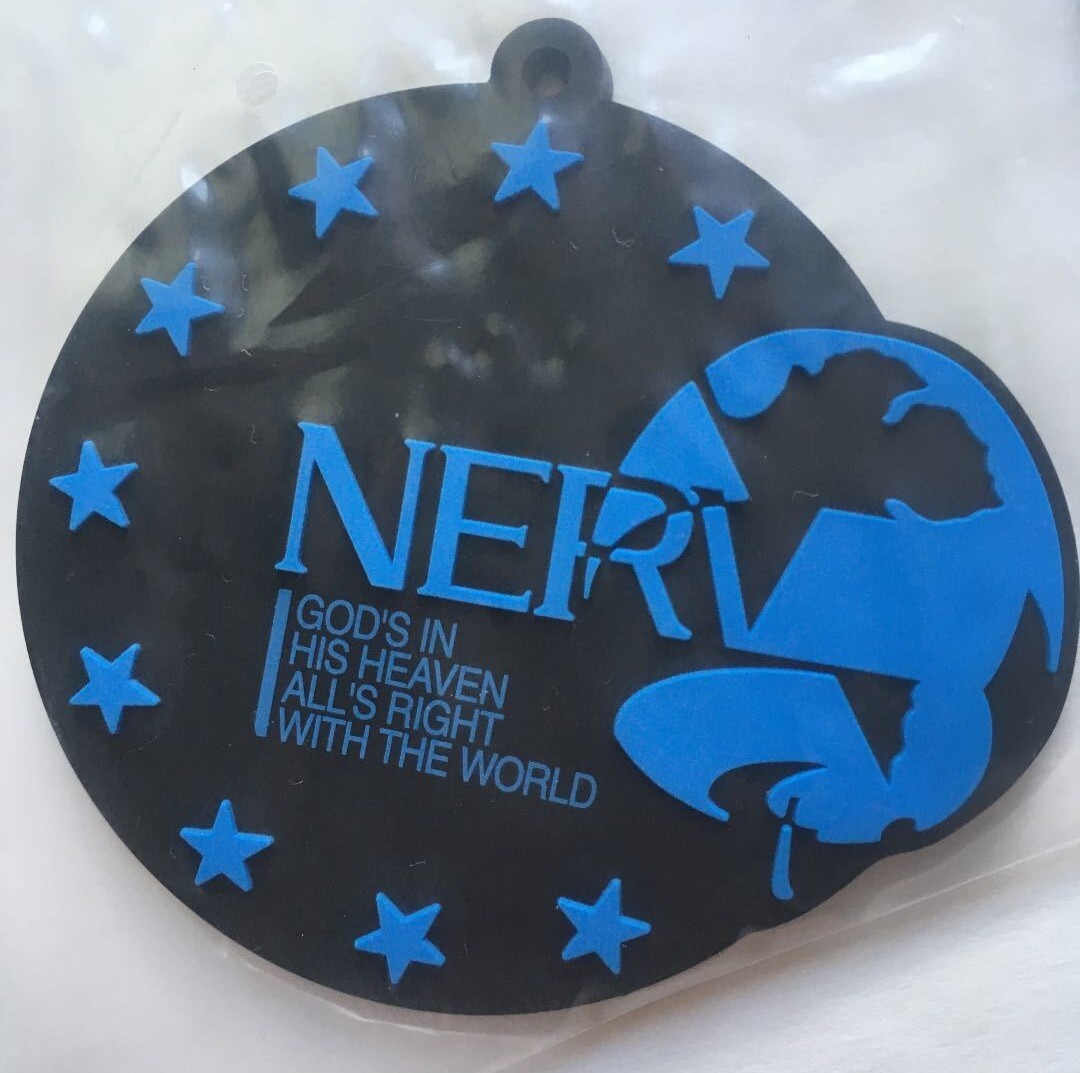 NERV
GOD'S IN
HIS HEAVEN
ALL'S RIGHT
WITH THE WORLD